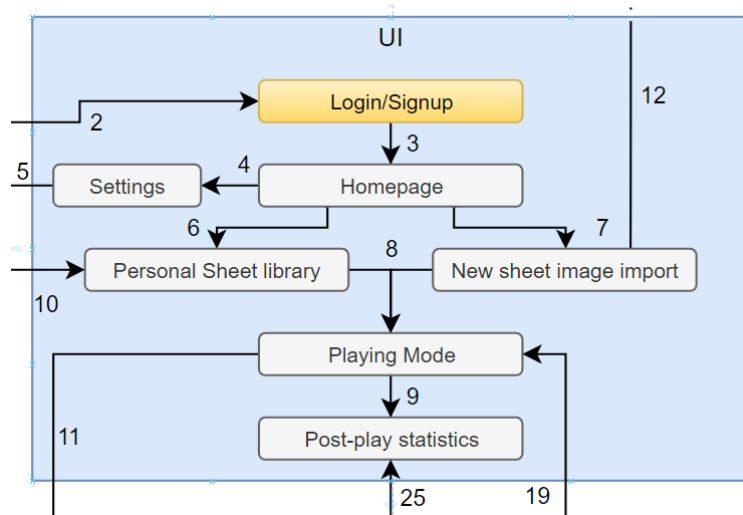 UI
Login/Signup
12
2
3
5
4
Settings
Homepage
6
7
8
Personal Sheet library
New sheet image import
10
Playing Mode
9
11
Post-play statistics
25
19